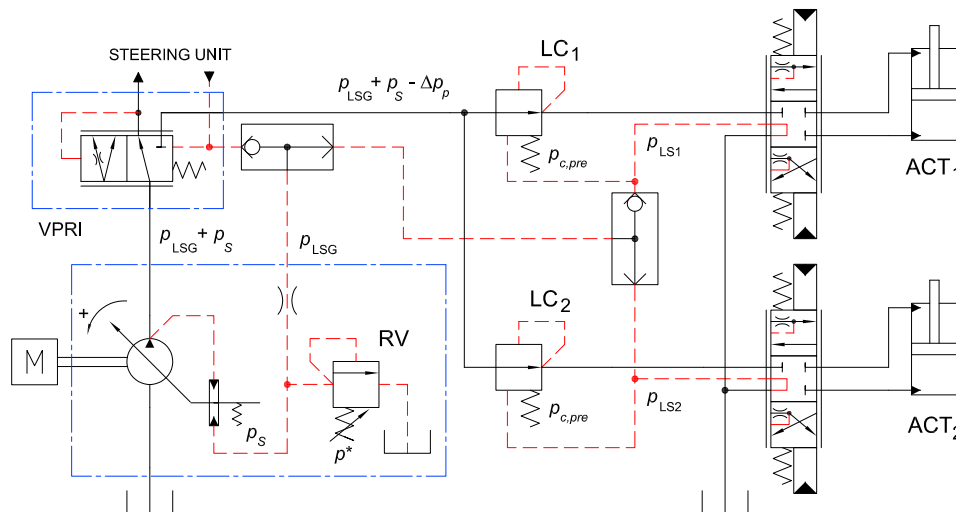 STEERING UNIT
LC1
pLSG + pS - Δpp
pc,pre
pLS1
ACT1
VPRI
pLSG + pS
pLSG
+
LC2
RV
M
pS
p*
pc,pre
pLS2
ACT2